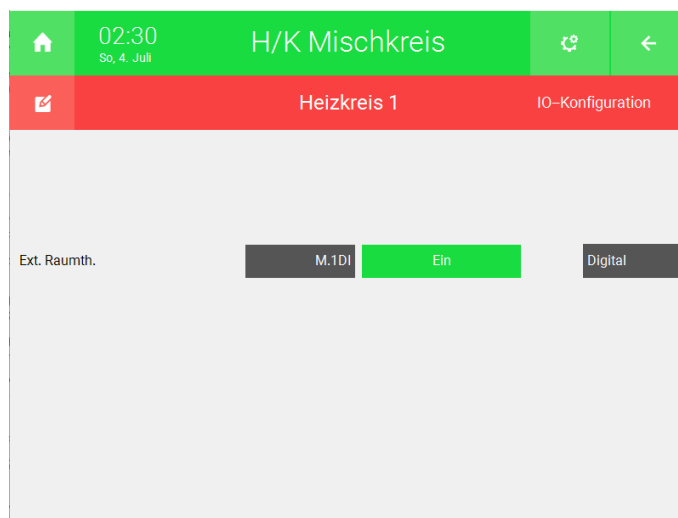 02:30
So, 4. Juli
H/K Mischkreis
Heizkreis 1
IO-Konfiguration
Ext. Raumth.
M.1DI
Ein
Digital